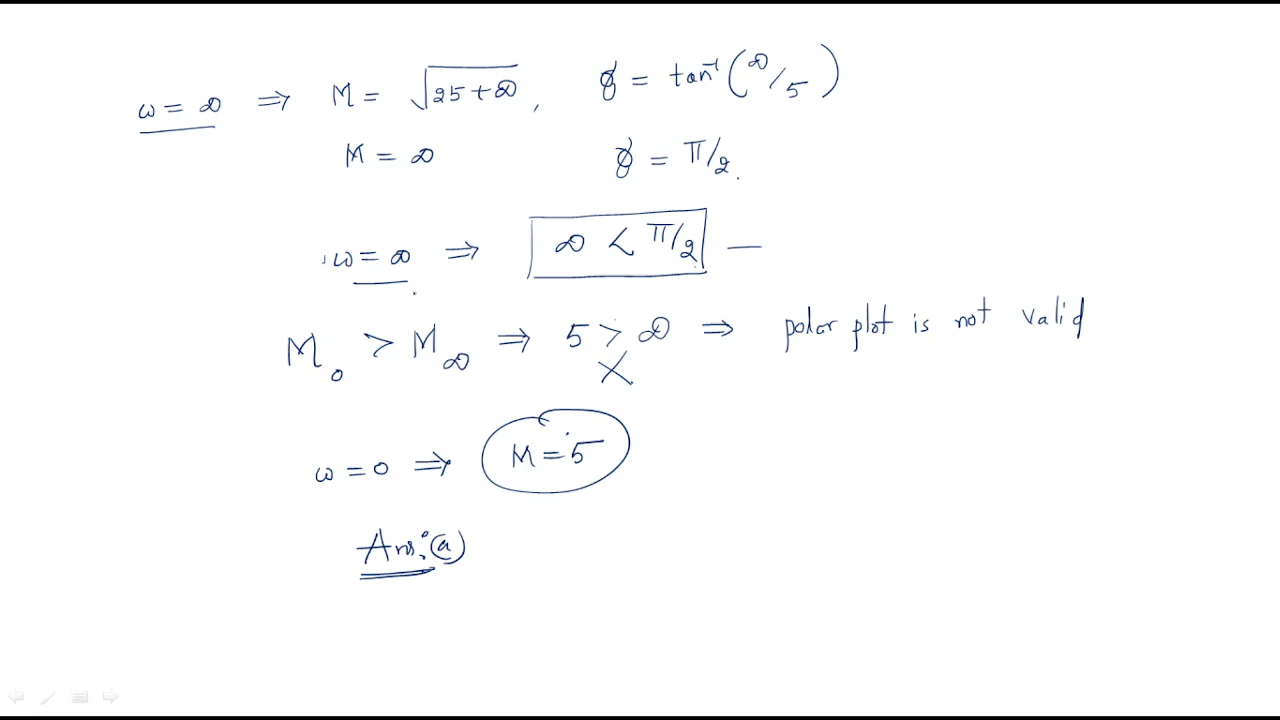 ω = ∞ ⇒ M = √25 + ∞ , ϕ = tan⁻¹ (∞/5)
M = ∞ ϕ = π/2 .
ω = ∞ ⇒ ∞ ∠ π/2 —
M₀ > M∞ ⇒ 5 > ∞ ⇒ polar plot is not valid
X
ω = 0 ⇒ M = 5
Ans: (a)